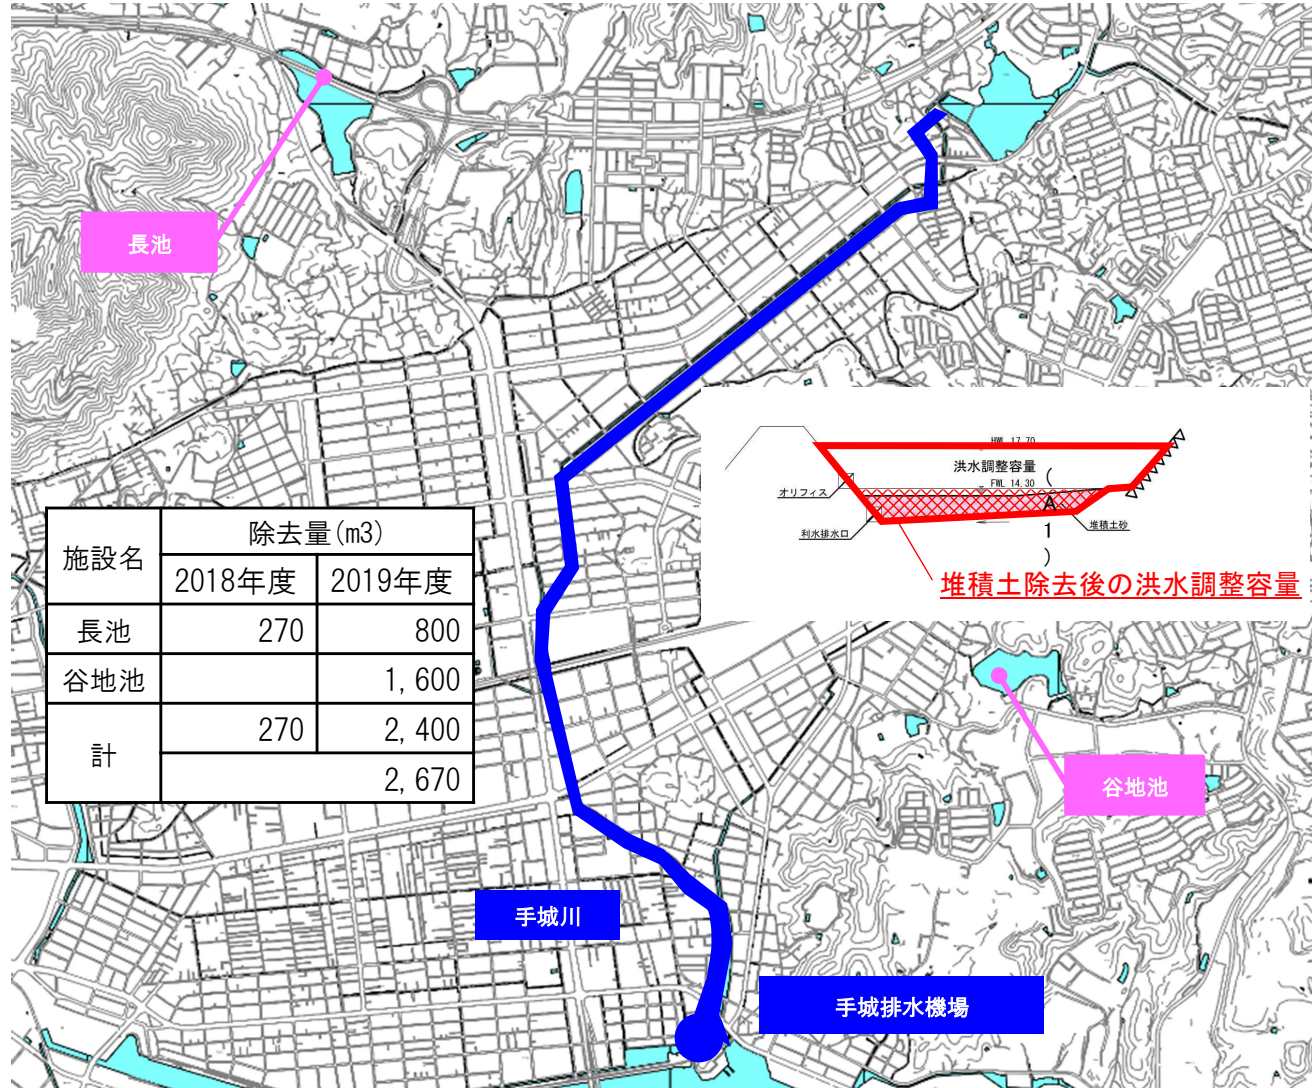 長池
HWL 17.70
洪水調整容量
FWL 14.30
オリフィス
(A1)
利水排水口
堆積土砂
堆積土除去後の洪水調整容量
施設名 除去量(m3)
2018年度 2019年度
長池 270 800
谷地池 1,600
計 270 2,400
2,670
谷地池
手城川
手城排水機場